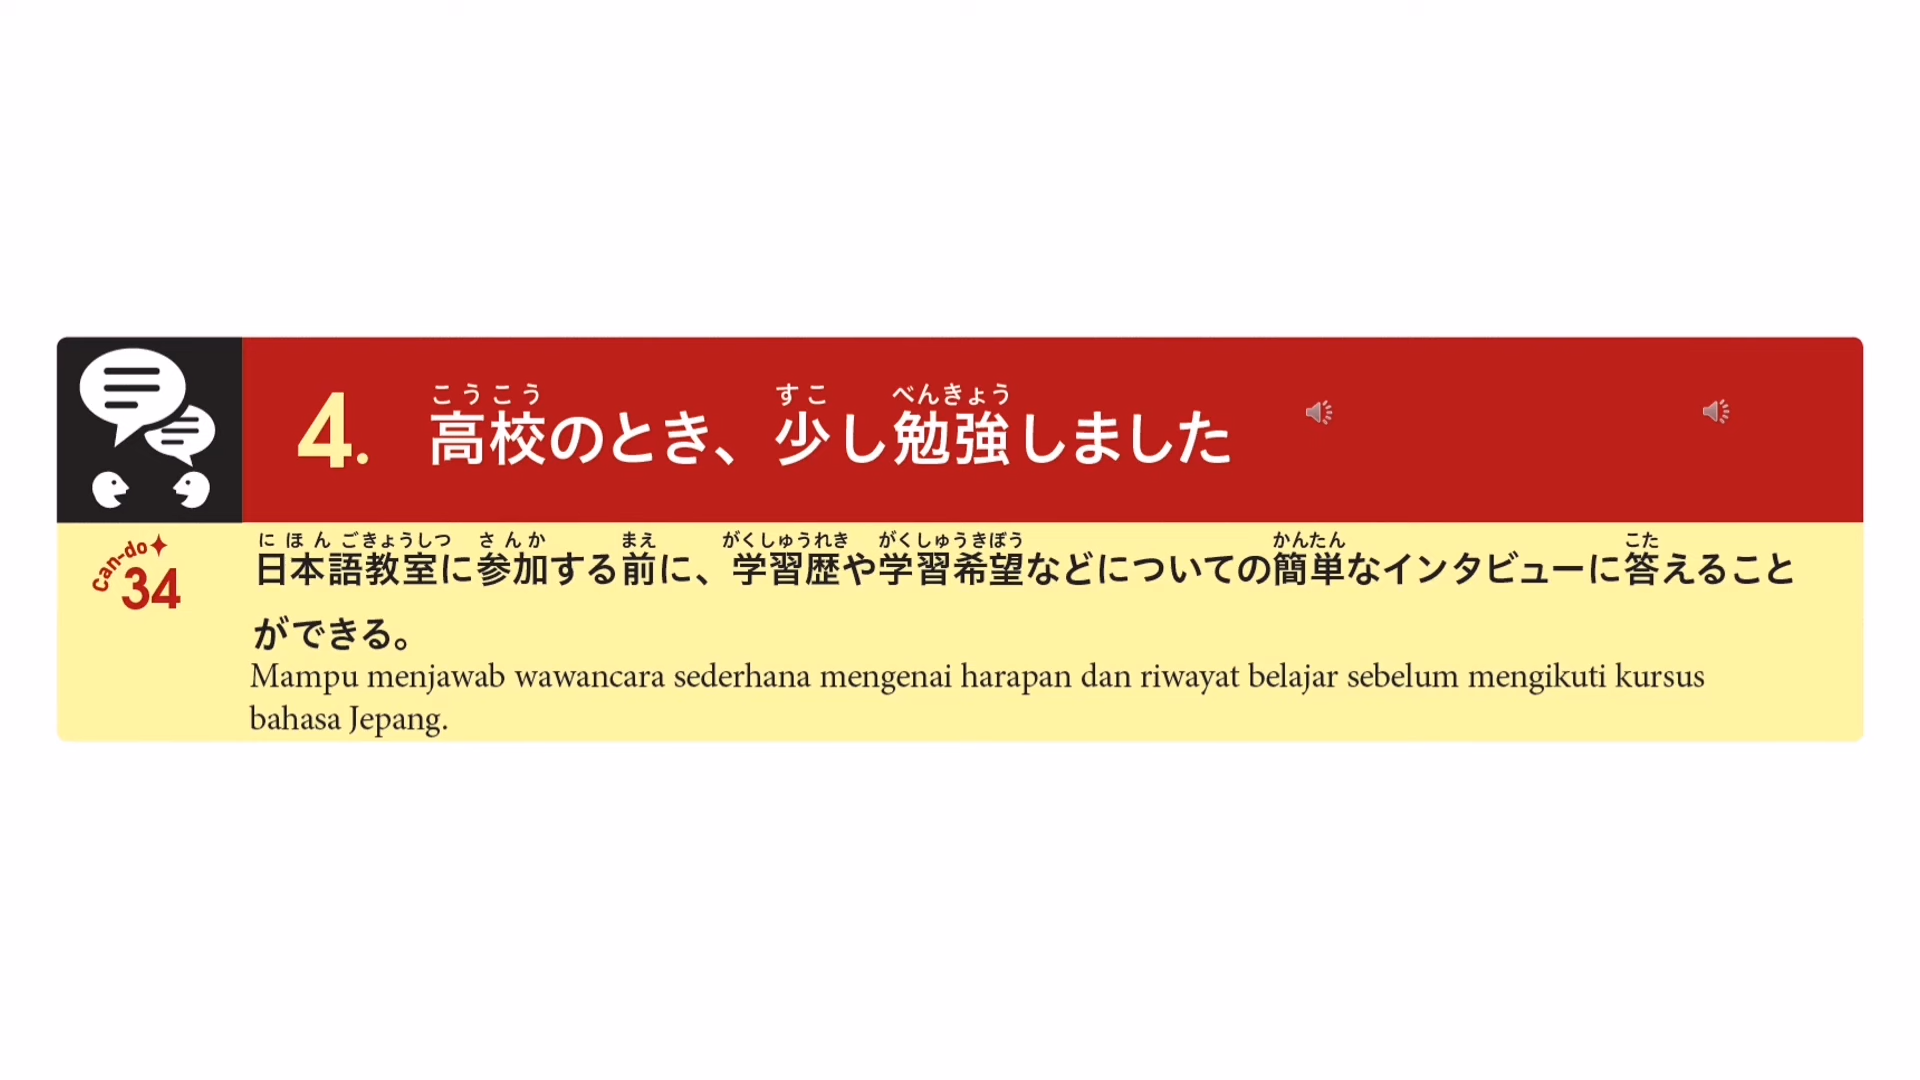 こうこう すこ べんきょう
4. 高校のとき、少し勉強しました
can-do
34
にほんごきょうしつ さんか まえ がくしゅうれき がくしゅうきぼう かんたん こた
日本語教室に参加する前に、学習歴や学習希望などについての簡単なインタビューに答えること
ができる。
Mampu menjawab wawancara sederhana mengenai harapan dan riwayat belajar sebelum mengikuti kursus
bahasa Jepang.